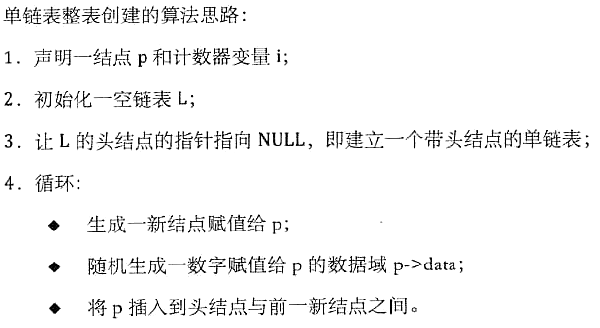 单链表整表创建的算法思路：
1. 声明一结点 p 和计数器变量 i；
2. 初始化一空链表 L；
3. 让 L 的头结点的指针指向 NULL，即建立一个带头结点的单链表；
4. 循环：
◆ 生成一新结点赋值给 p；
◆ 随机生成一数字赋值给 p 的数据域 p->data；
◆ 将 p 插入到头结点与前一新结点之间。